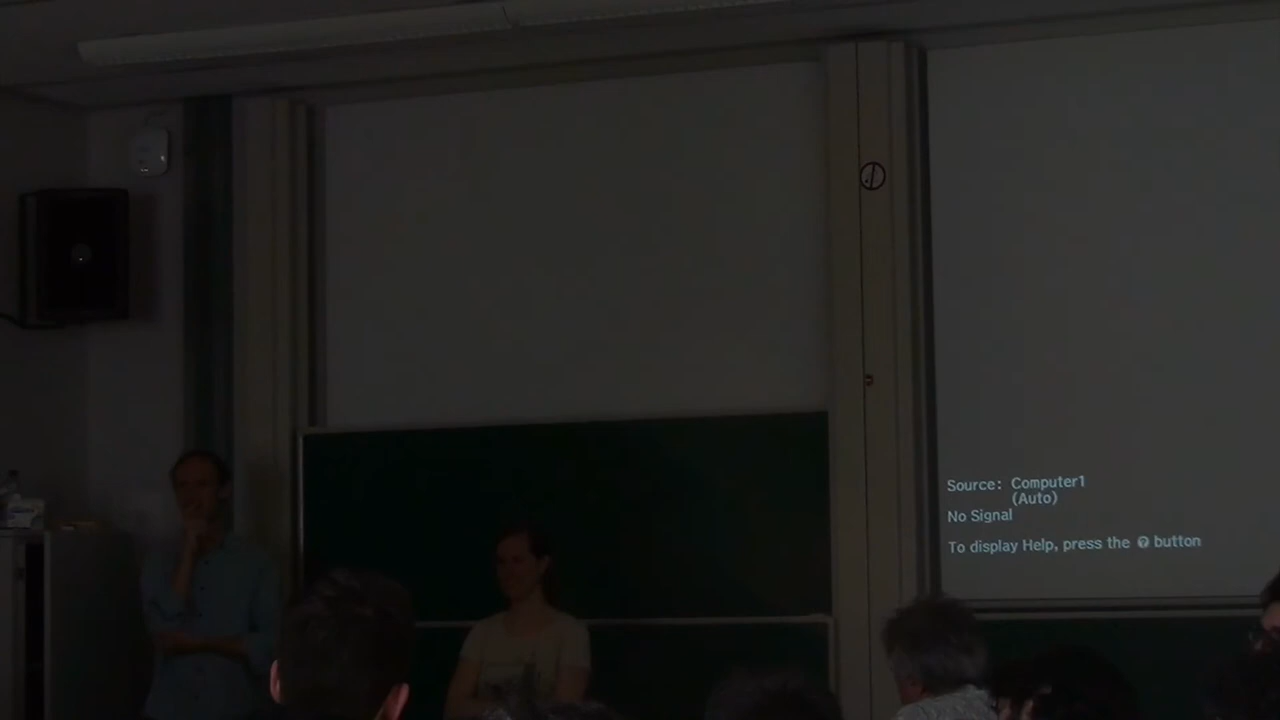 Source: Computer1
(Auto)
No Signal
To display Help, press the ? button